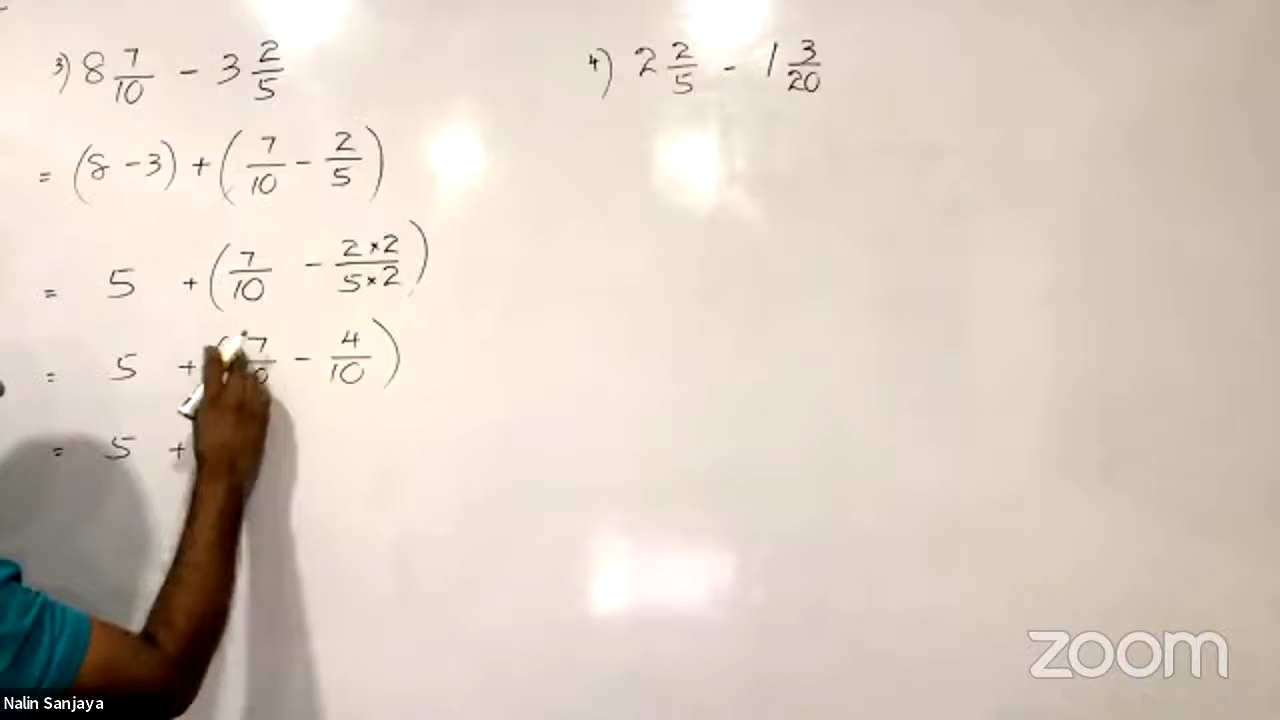 3) 8 7/10 - 3 2/5
= (8 - 3) + (7/10 - 2/5)
= 5 + (7/10 - 2×2/5×2)
= 5 + (7/ - 4/10)
= 5 +
4) 2 2/5 - 1 3/20
zoom
Nalin Sanjaya